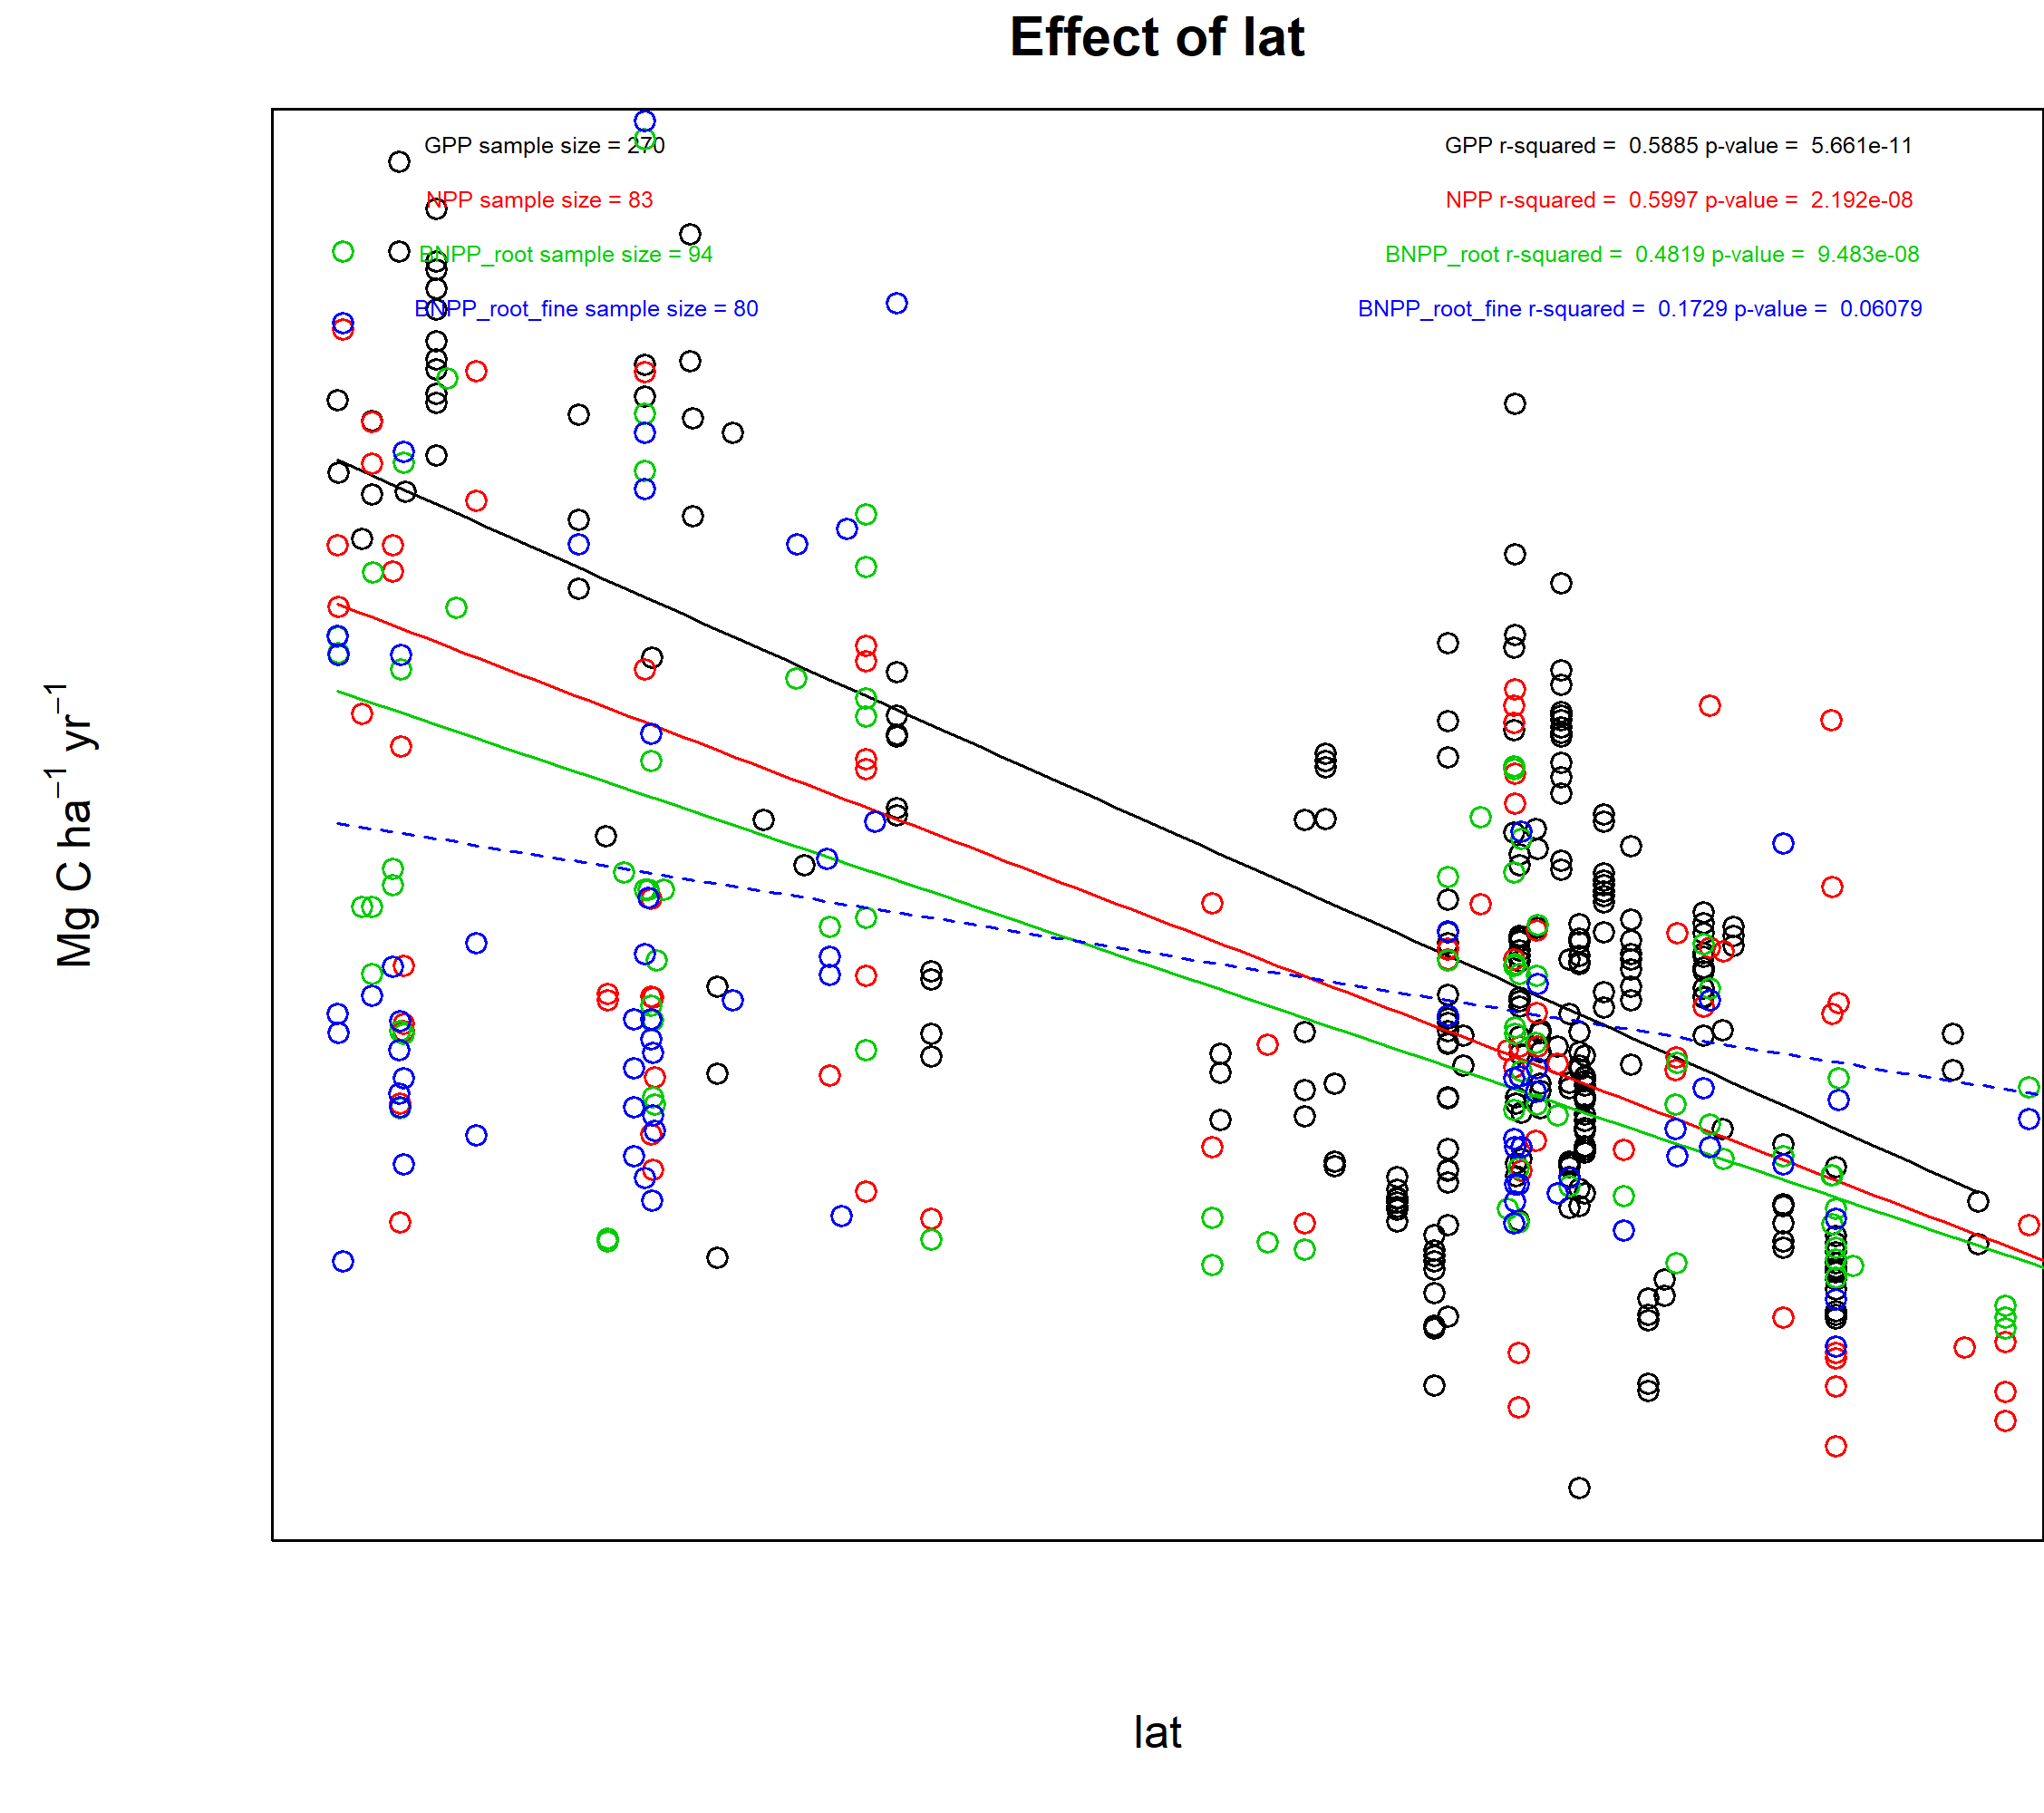 Effect of lat
GPP sample size = 270
GPP r-squared = 0.5885 p-value = 5.661e-11
NPP sample size = 83
NPP r-squared = 0.5997 p-value = 2.192e-08
BNPP_root sample size = 94
BNPP_root r-squared = 0.4819 p-value = 9.483e-08
BNPP_root_fine sample size = 80
BNPP_root_fine r-squared = 0.1729 p-value = 0.06079
Mg C ha⁻¹ yr⁻¹
lat